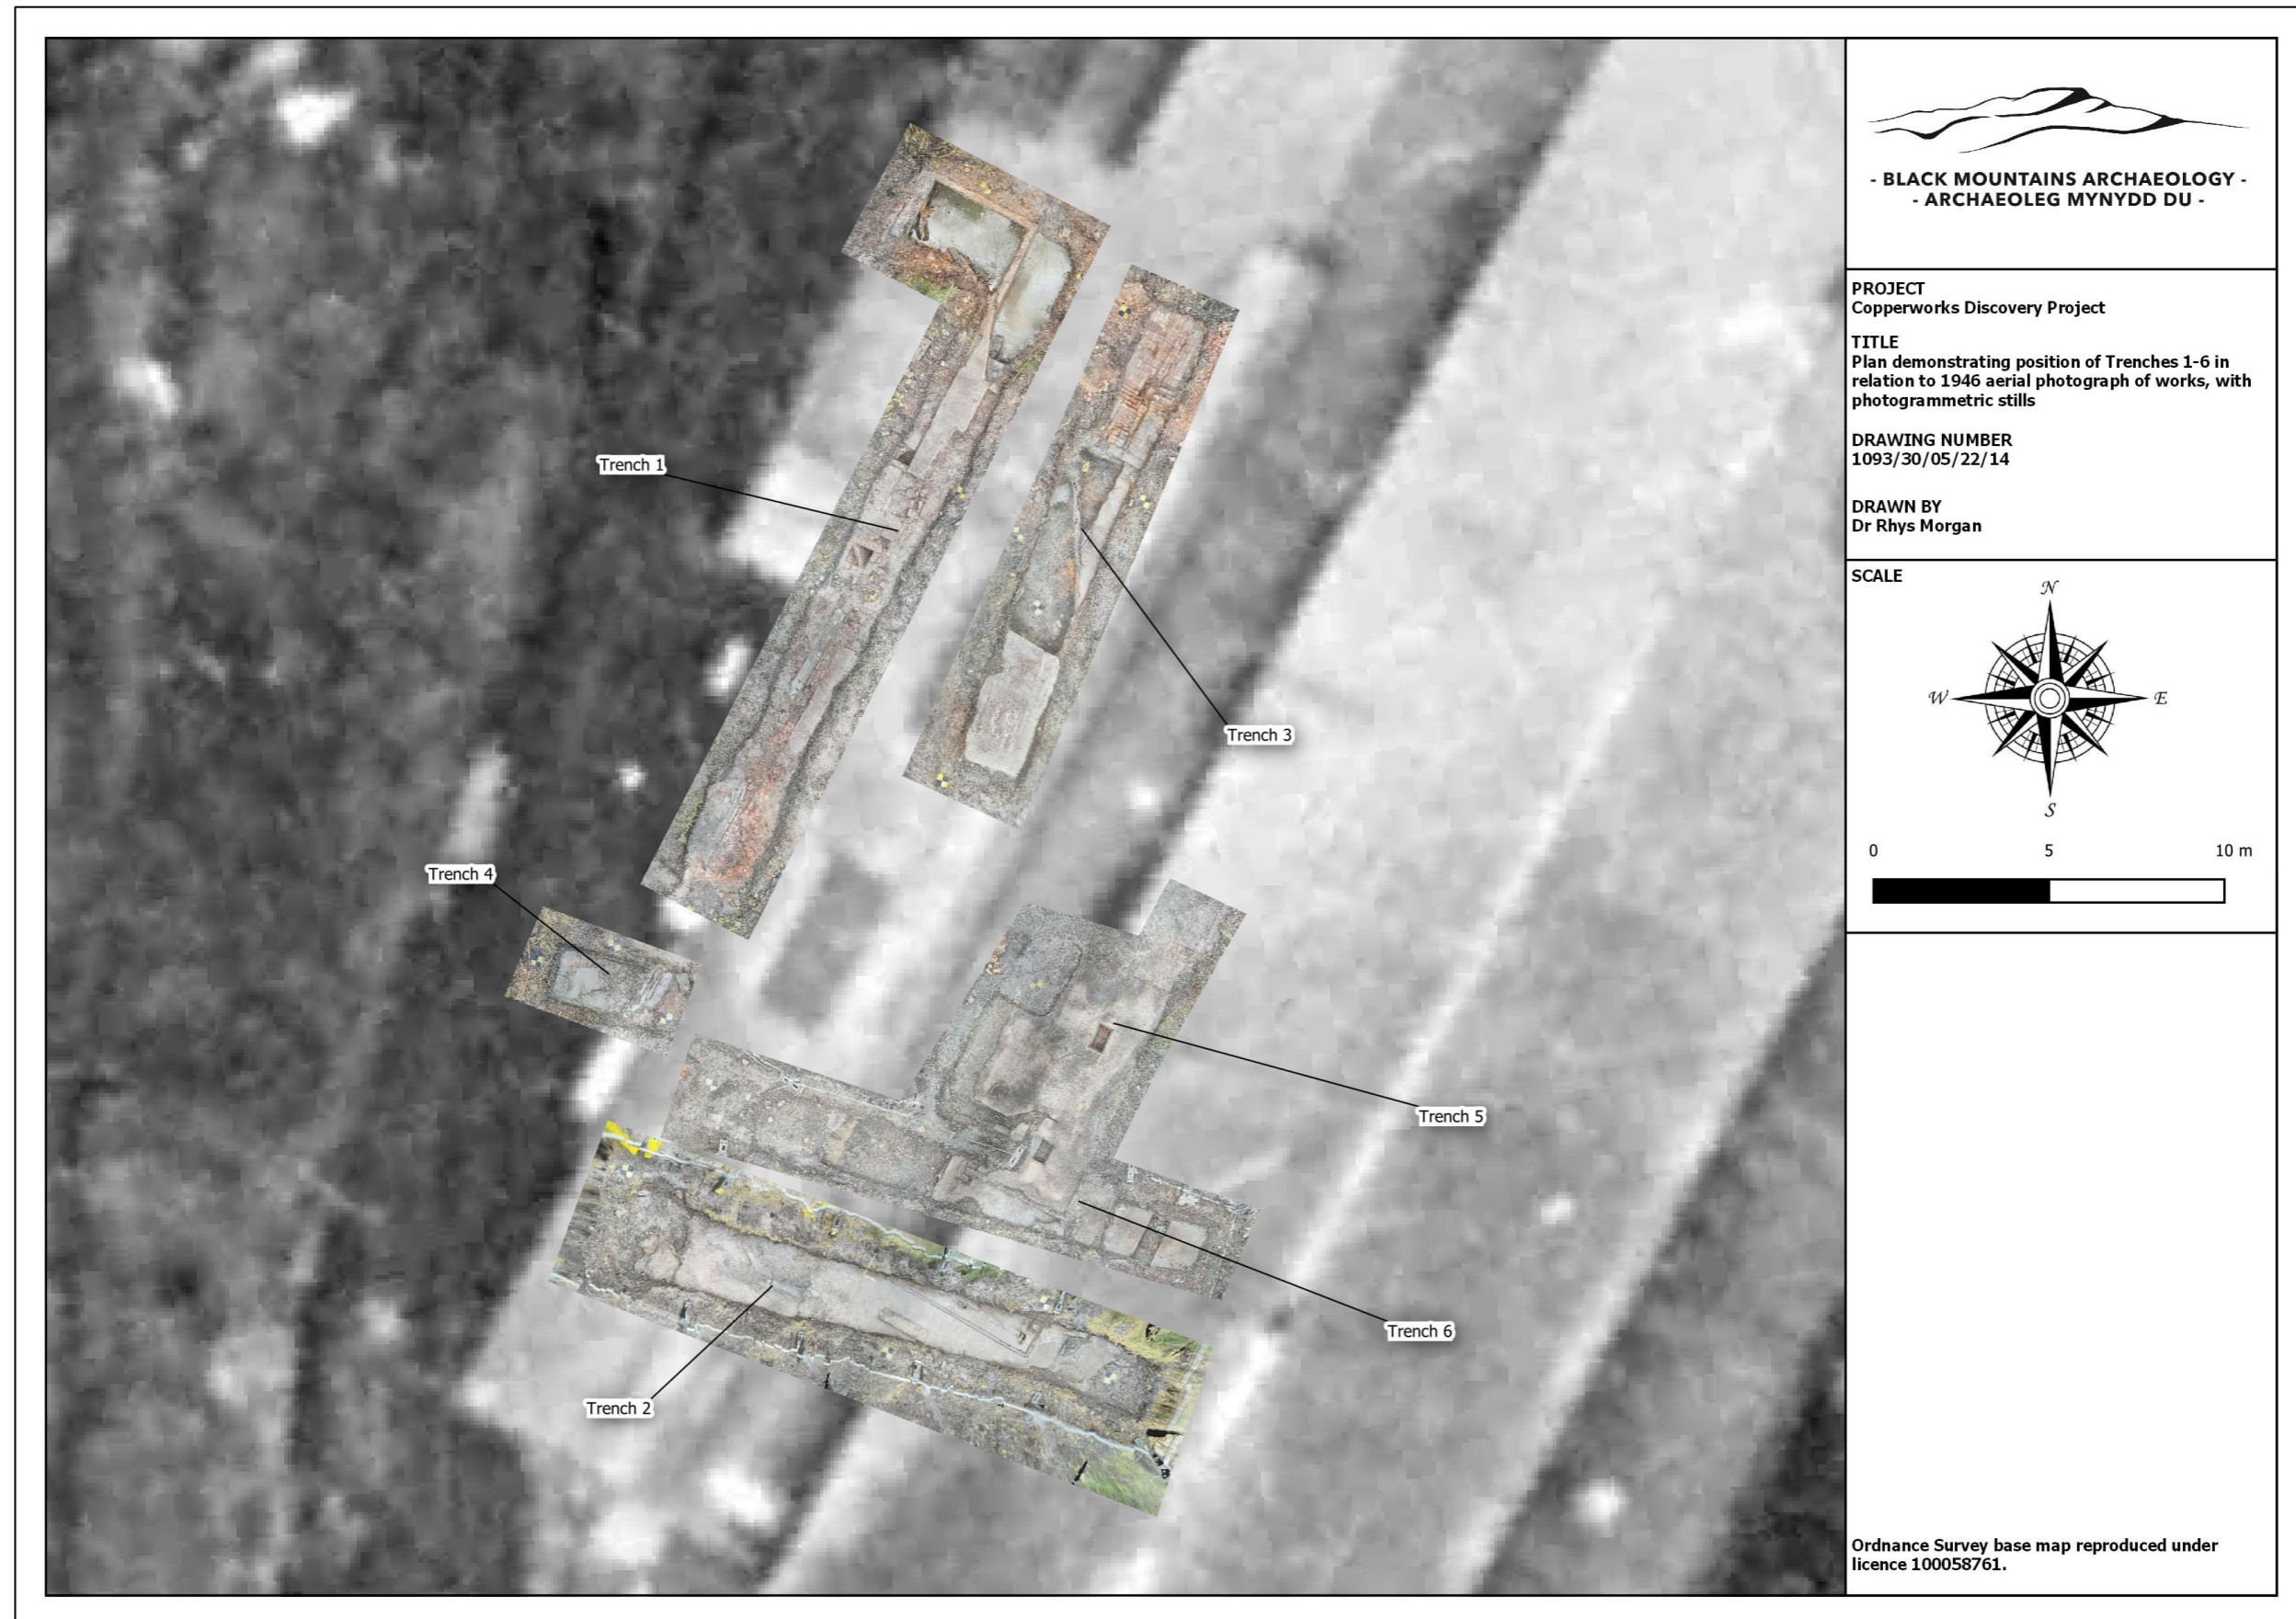 - BLACK MOUNTAINS ARCHAEOLOGY -
- ARCHAEOLEG MYNYDD DU -
PROJECT
Copperworks Discovery Project
TITLE
Plan demonstrating position of Trenches 1-6 in
relation to 1946 aerial photograph of works, with
photogrammetric stills
DRAWING NUMBER
1093/30/05/22/14
DRAWN BY
Dr Rhys Morgan
SCALE
N
W
E
S
0 5 10 m
Ordnance Survey base map reproduced under
licence 100058761.
Trench 1
Trench 3
Trench 4
Trench 5
Trench 6
Trench 2